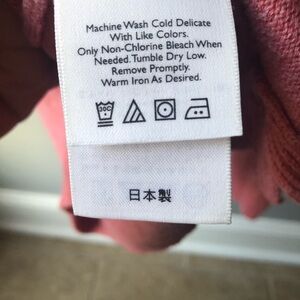 Machine Wash Cold Delicate
With Like Colors.
Only Non-Chlorine Bleach When
Needed. Tumble Dry Low.
Remove Promptly.
Warm Iron As Desired.
30C
日本製